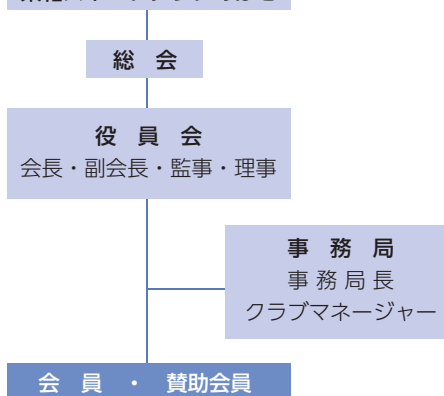 総 会
役 員 会
会長・副会長・監事・理事
事 務 局
事 務 局 長
クラブマネージャー
会 員 ・ 賛助会員